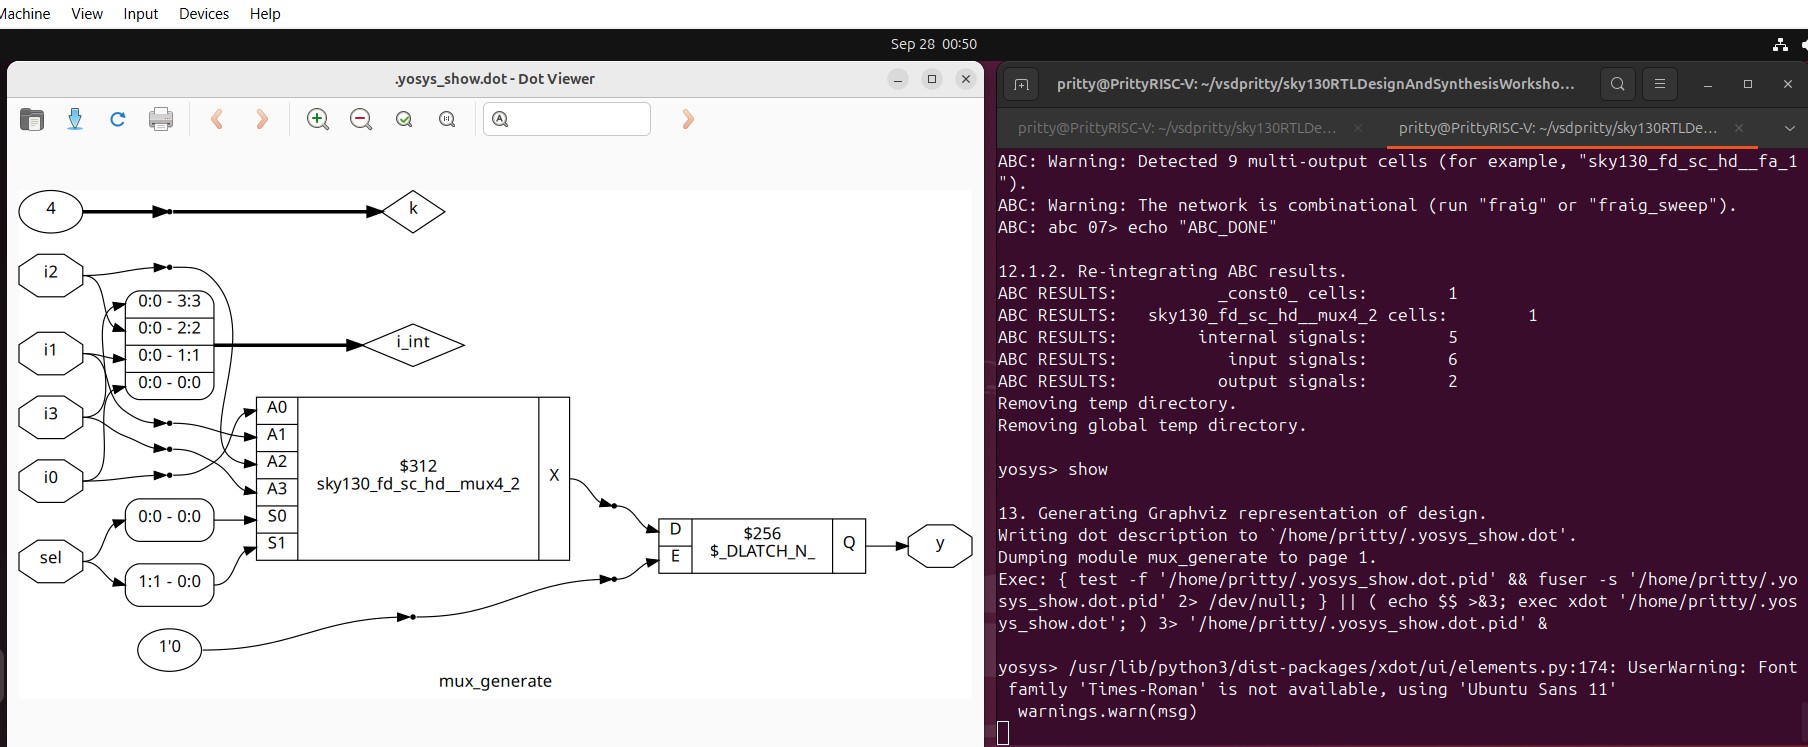 Machine View Input Devices Help
Sep 28 00:50
.yosys_show.dot - Dot Viewer
4
k
i2
0:0 - 3:3
0:0 - 2:2
i1
0:0 - 1:1
i_int
0:0 - 0:0
i3
A0
A1
A2
$312
sky130_fd_sc_hd__mux4_2
X
i0
A3
0:0 - 0:0
S0
S1
sel
1:1 - 0:0
D
E
$256
$_DLATCH_N_
Q
y
1'0
mux_generate
pritty@PrittyRISC-V: ~/vsdpritty/sky130RTLDesignAndSynthesisWorksho...
pritty@PrittyRISC-V: ~/vsdpritty/sky130RTLDe...
pritty@PrittyRISC-V: ~/vsdpritty/sky130RTLDe...
ABC: Warning: Detected 9 multi-output cells (for example, "sky130_fd_sc_hd__fa_1
").
ABC: Warning: The network is combinational (run "fraig" or "fraig_sweep").
ABC: abc 07> echo "ABC_DONE"
12.1.2. Re-integrating ABC results.
ABC RESULTS: _const0_ cells: 1
ABC RESULTS: sky130_fd_sc_hd__mux4_2 cells: 1
ABC RESULTS: internal signals: 5
ABC RESULTS: input signals: 6
ABC RESULTS: output signals: 2
Removing temp directory.
Removing global temp directory.
yosys> show
13. Generating Graphviz representation of design.
Writing dot description to `/home/pritty/.yosys_show.dot'.
Dumping module mux_generate to page 1.
Exec: { test -f '/home/pritty/.yosys_show.dot.pid' && fuser -s '/home/pritty/.yo
sys_show.dot.pid' 2> /dev/null; } || ( echo $$ >&3; exec xdot '/home/pritty/.yos
ys_show.dot'; ) 3> '/home/pritty/.yosys_show.dot.pid' &
yosys> /usr/lib/python3/dist-packages/xdot/ui/elements.py:174: UserWarning: Font
family 'Times-Roman' is not available, using 'Ubuntu Sans 11'
warnings.warn(msg)